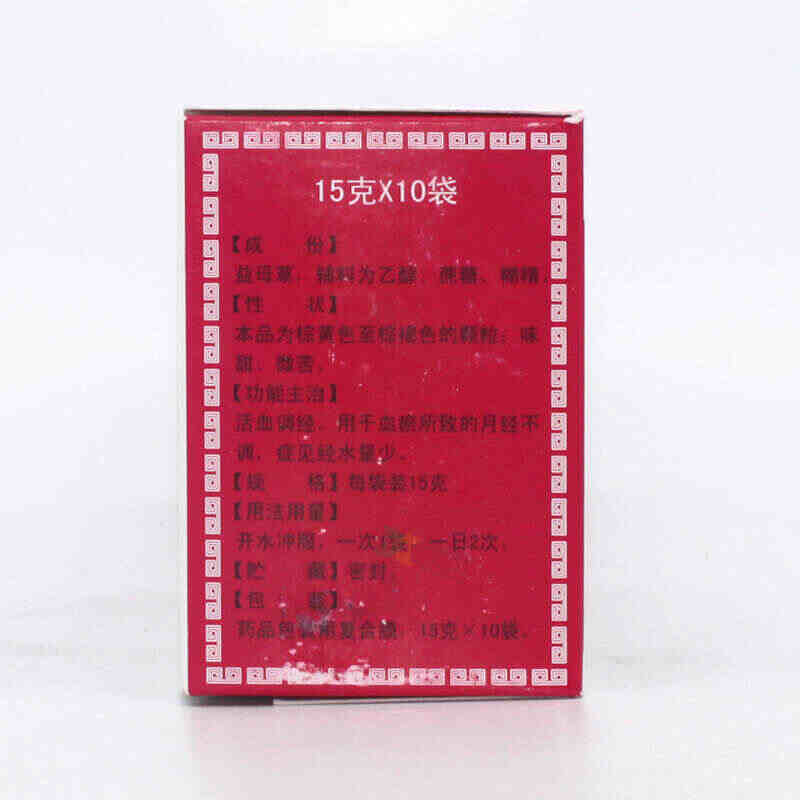 15克X10袋
【成 份】
益母草，辅料为乙醇、蔗糖、糊精。
【性 状】
本品为棕黄色至棕褐色的颗粒；味
甜、微苦。
【功能主治】
活血调经。用于血瘀所致的月经不
调，症见经水量少。
【规 格】每袋装15克
【用法用量】
开水冲服，一次1袋，一日2次。
【贮 藏】密封。
【包 装】
药品包装用复合膜，15克×10袋。